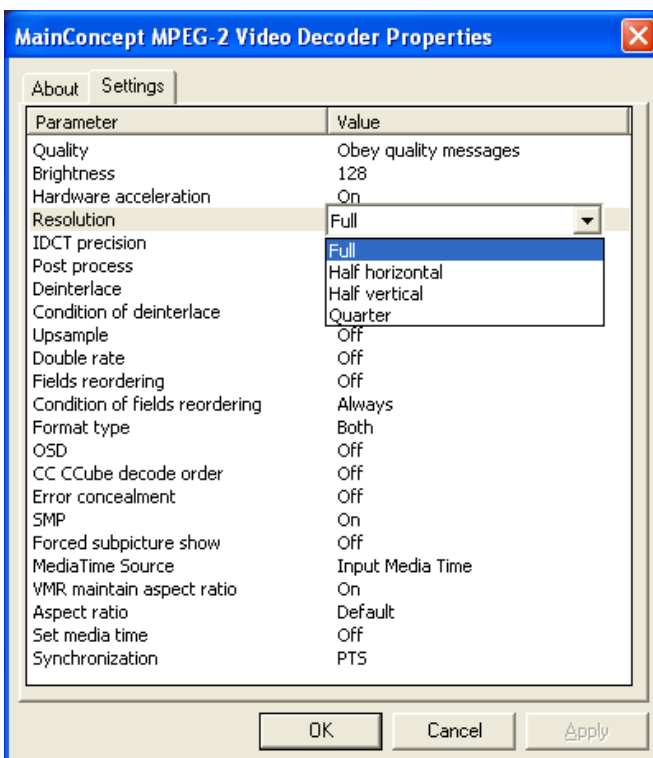 MainConcept MPEG-2 Video Decoder Properties
About Settings
Parameter Value
Quality Obey quality messages
Brightness 128
Hardware acceleration On
Resolution Full
IDCT precision Full
Post process Half horizontal
Deinterlace Half vertical
Condition of deinterlace Quarter
Upsample Off
Double rate Off
Fields reordering Off
Condition of fields reordering Always
Format type Both
OSD Off
CC CCube decode order Off
Error concealment Off
SMP On
Forced subpicture show Off
MediaTime Source Input Media Time
VMR maintain aspect ratio On
Aspect ratio Default
Set media time Off
Synchronization PTS
OK Cancel Apply